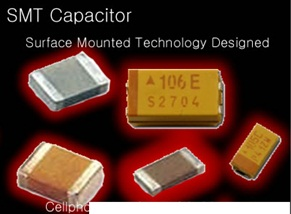 SMT Capacitor
Surface Mounted Technology Designed
106E
S2704